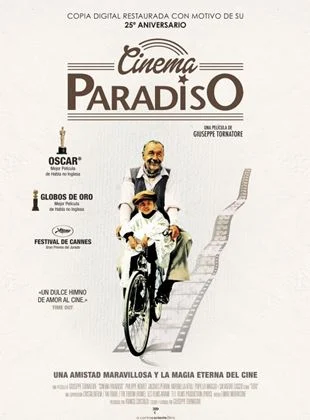 COPIA DIGITAL RESTAURADA CON MOTIVO DE SU
25º ANIVERSARIO
Cinema
PARADISO
UNA PELÍCULA DE
GIUSEPPE TORNATORE
OSCAR®
Mejor Película
de Habla no Inglesa
GLOBOS DE ORO
Mejor Película
de Habla no Inglesa
FESTIVAL DE CANNES
Gran Premio del Jurado
«UN DULCE HIMNO
DE AMOR AL CINE.»
TIME OUT
UNA AMISTAD MARAVILLOSA Y LA MAGIA ETERNA DEL CINE